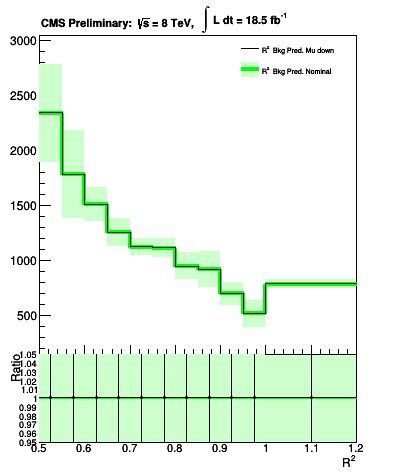 CMS Preliminary: √s = 8 TeV, ∫ L dt = 18.5 fb⁻¹
R² Bkg Pred. Mu down
R² Bkg Pred. Nominal
3000
2500
2000
1500
1000
500
Ratio
1.05
1.04
1.03
1.02
1.01
1
0.99
0.98
0.97
0.96
0.95
0.5 0.6 0.7 0.8 0.9 1 1.1 1.2
R²